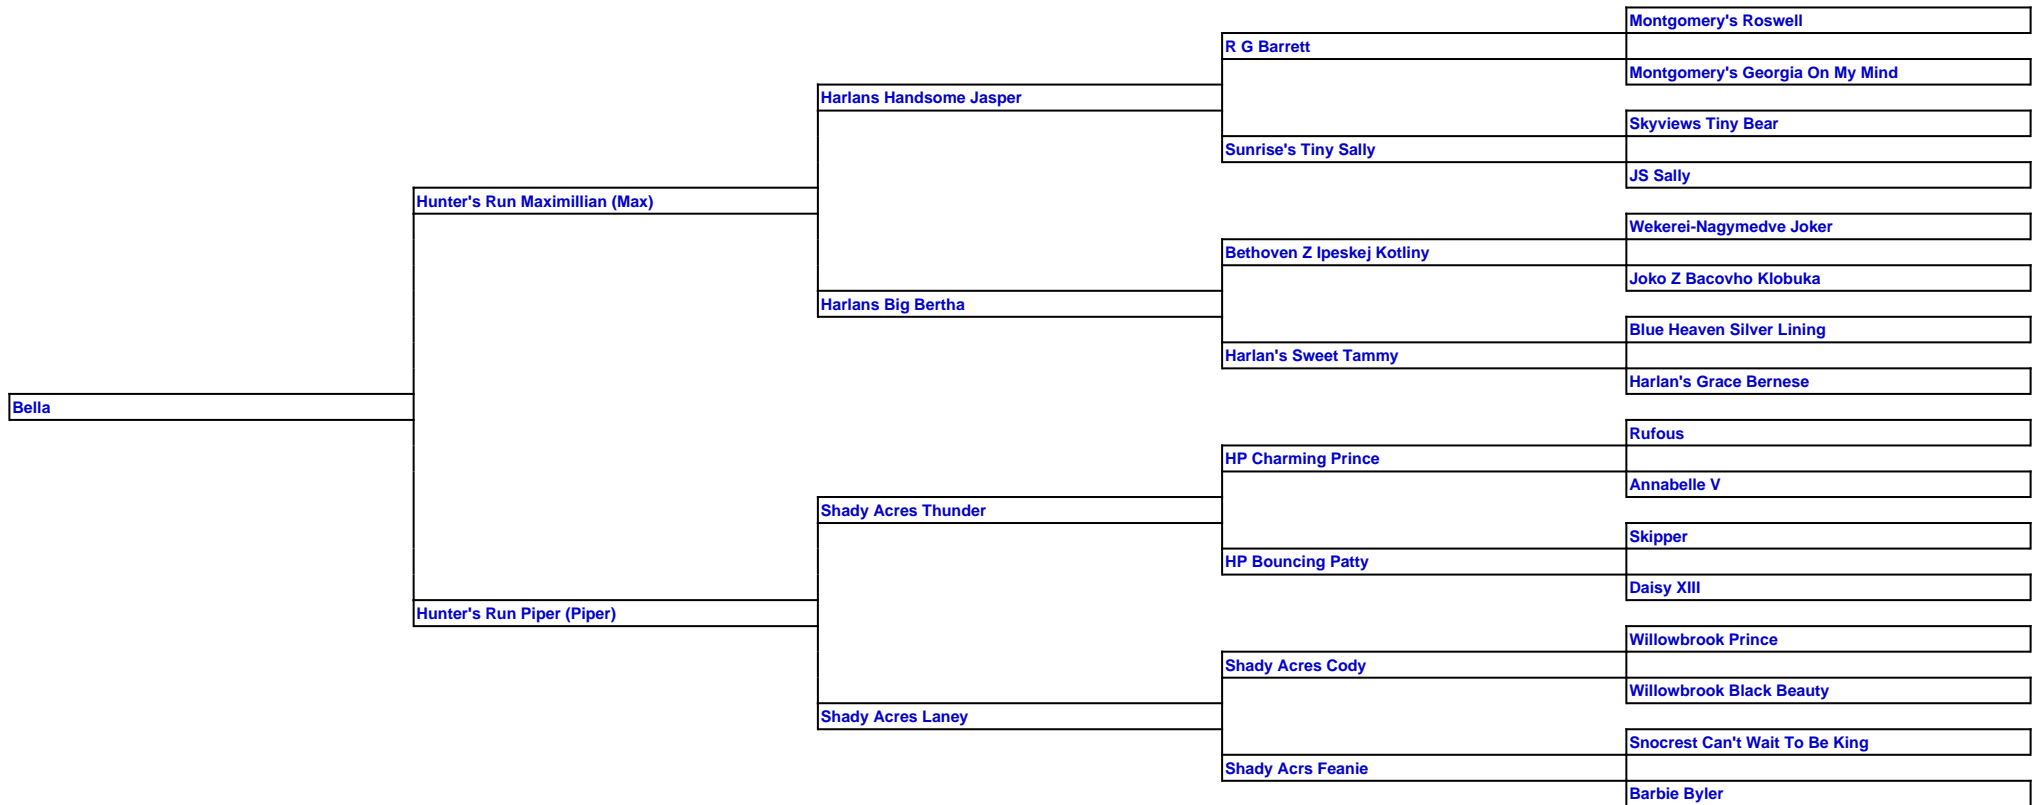 Montgomery's Roswell
R G Barrett
Montgomery's Georgia On My Mind
Harlans Handsome Jasper
Skyviews Tiny Bear
Sunrise's Tiny Sally
JS Sally
Hunter's Run Maximillian (Max)
Wekerei-Nagymedve Joker
Bethoven Z Ipeskej Kotliny
Joko Z Bacovho Klobuka
Harlans Big Bertha
Blue Heaven Silver Lining
Harlan's Sweet Tammy
Harlan's Grace Bernese
Bella
Rufous
HP Charming Prince
Annabelle V
Shady Acres Thunder
Skipper
HP Bouncing Patty
Daisy XIII
Hunter's Run Piper (Piper)
Willowbrook Prince
Shady Acres Cody
Willowbrook Black Beauty
Shady Acres Laney
Snocrest Can't Wait To Be King
Shady Acrs Feanie
Barbie Byler